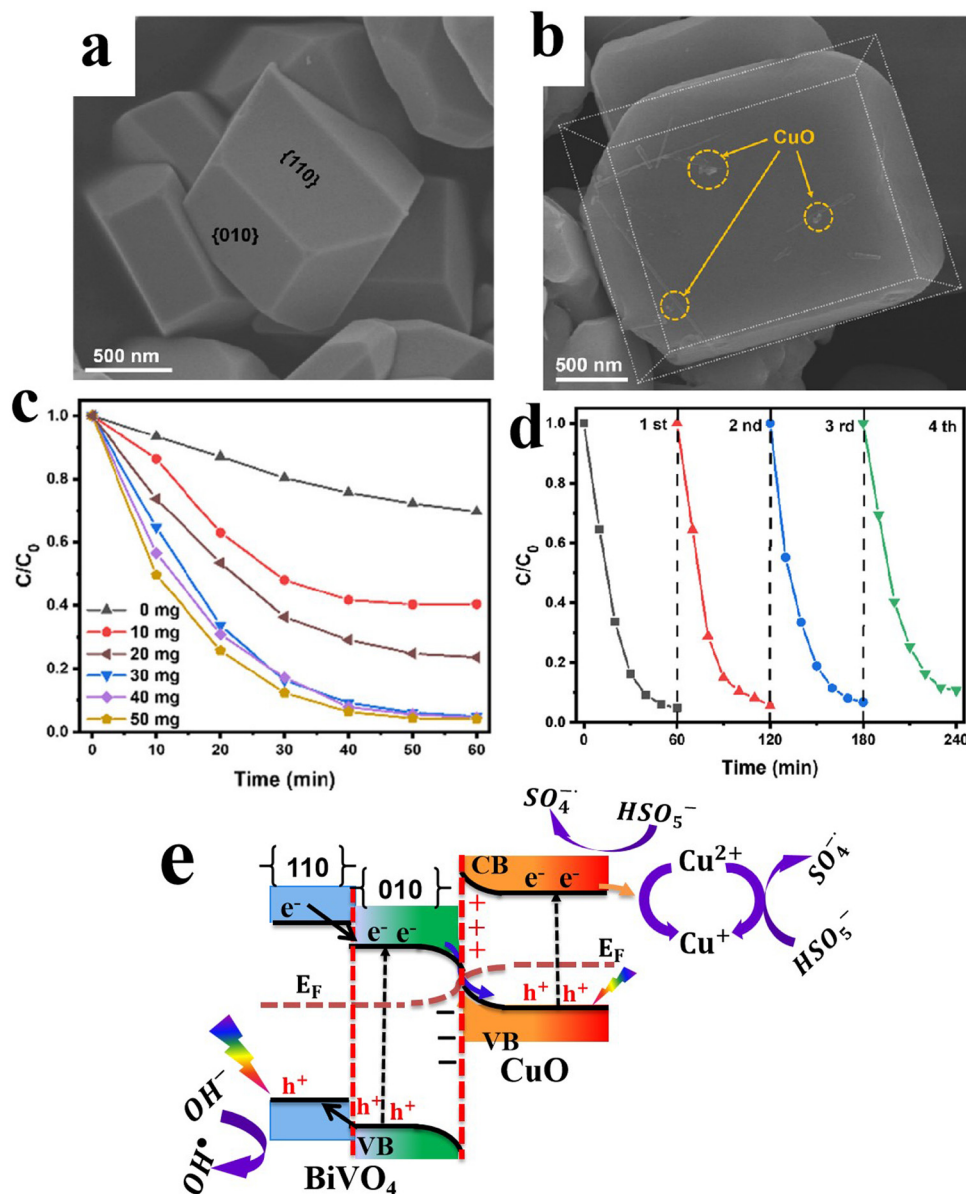 a
{110}
{010}
500 nm
b
CuO
500 nm
c
1.0
0.8
0.6
0.4
0.2
0.0
C/C0
0 mg
10 mg
20 mg
30 mg
40 mg
50 mg
0 10 20 30 40 50 60
Time (min)
d
1 st 2 nd 3 rd 4 th
1.0
0.8
0.6
0.4
0.2
0.0
C/C0
0 60 120 180 240
Time (min)
e
SO4−· HSO5−
{110}
{010}
CB
e- e-
Cu2+
SO4−·
e-
e- e-
+
+
+
Cu+
HSO5−
EF
EF
h+ h+
−
−
−
VB
CuO
OH−
h+
h+ h+
VB
OH•
BiVO4